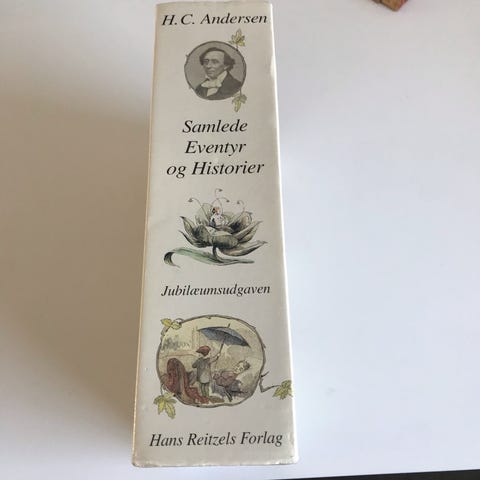 H. C. Andersen
Samlede
Eventyr
og Historier
Jubilæumsudgaven
Hans Reitzels Forlag